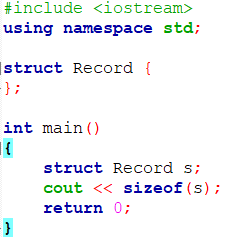 #include <iostream>
using namespace std;
struct Record {
};
int main()
{
struct Record s;
cout << sizeof(s);
return 0;
}